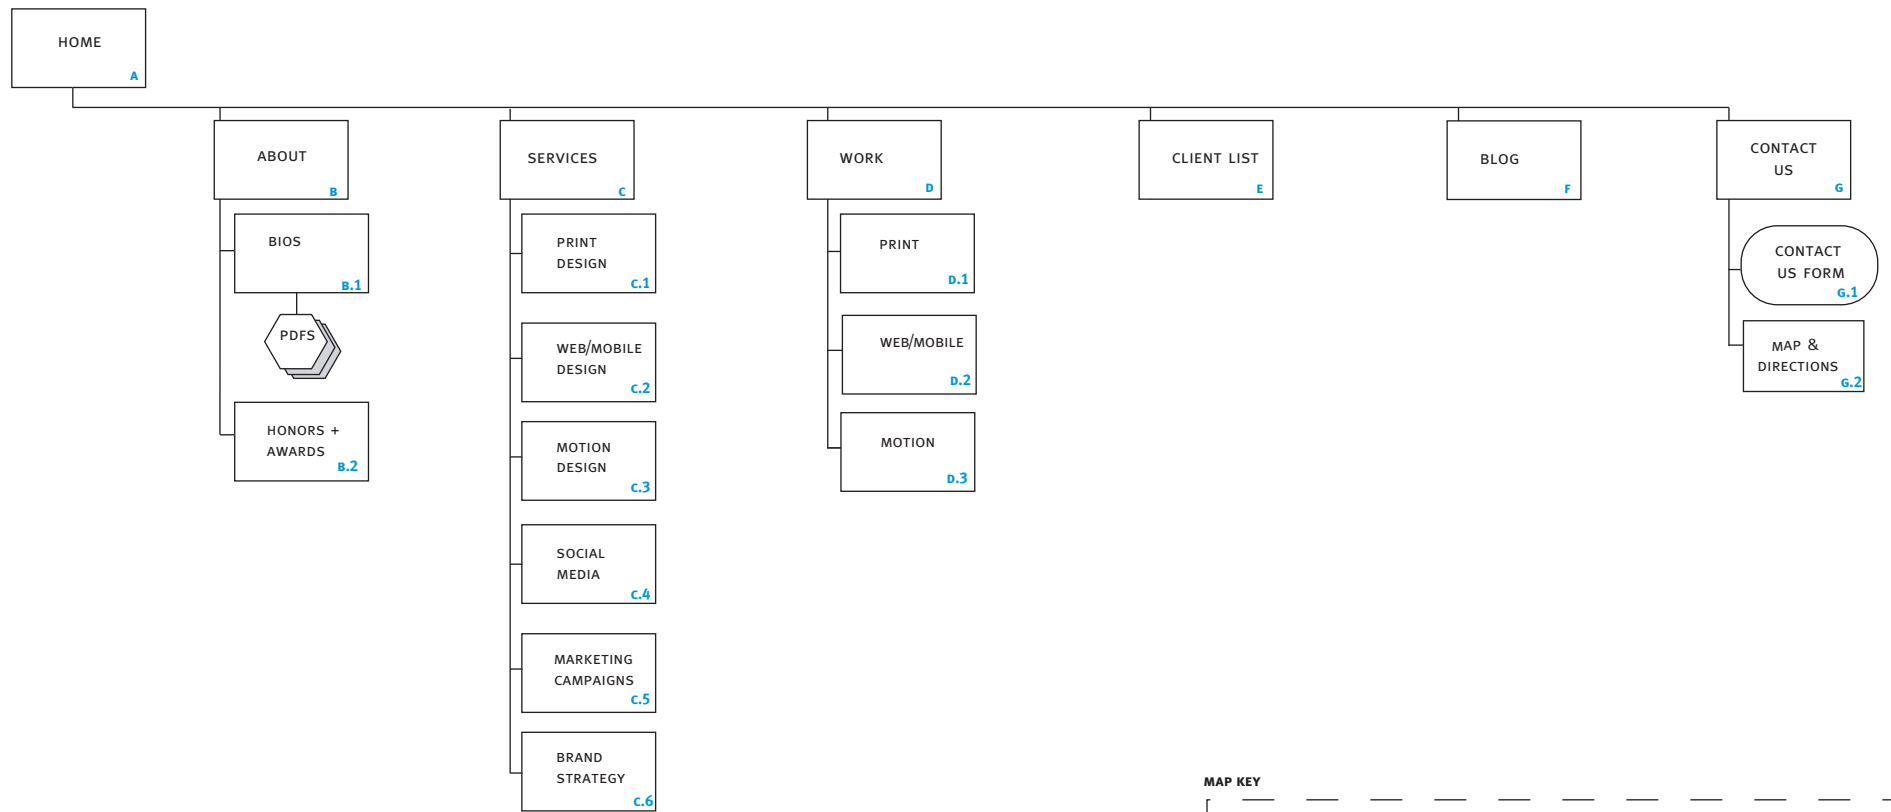 HOME
A
ABOUT
B
SERVICES
C
WORK
D
CLIENT LIST
E
BLOG
F
CONTACT
US
G
BIOS
B.1
PDFS
HONORS +
AWARDS
B.2
PRINT
DESIGN
C.1
WEB/MOBILE
DESIGN
C.2
MOTION
DESIGN
C.3
SOCIAL
MEDIA
C.4
MARKETING
CAMPAIGNS
C.5
BRAND
STRATEGY
C.6
PRINT
D.1
WEB/MOBILE
D.2
MOTION
D.3
CONTACT
US FORM
G.1
MAP &
DIRECTIONS
G.2
MAP KEY